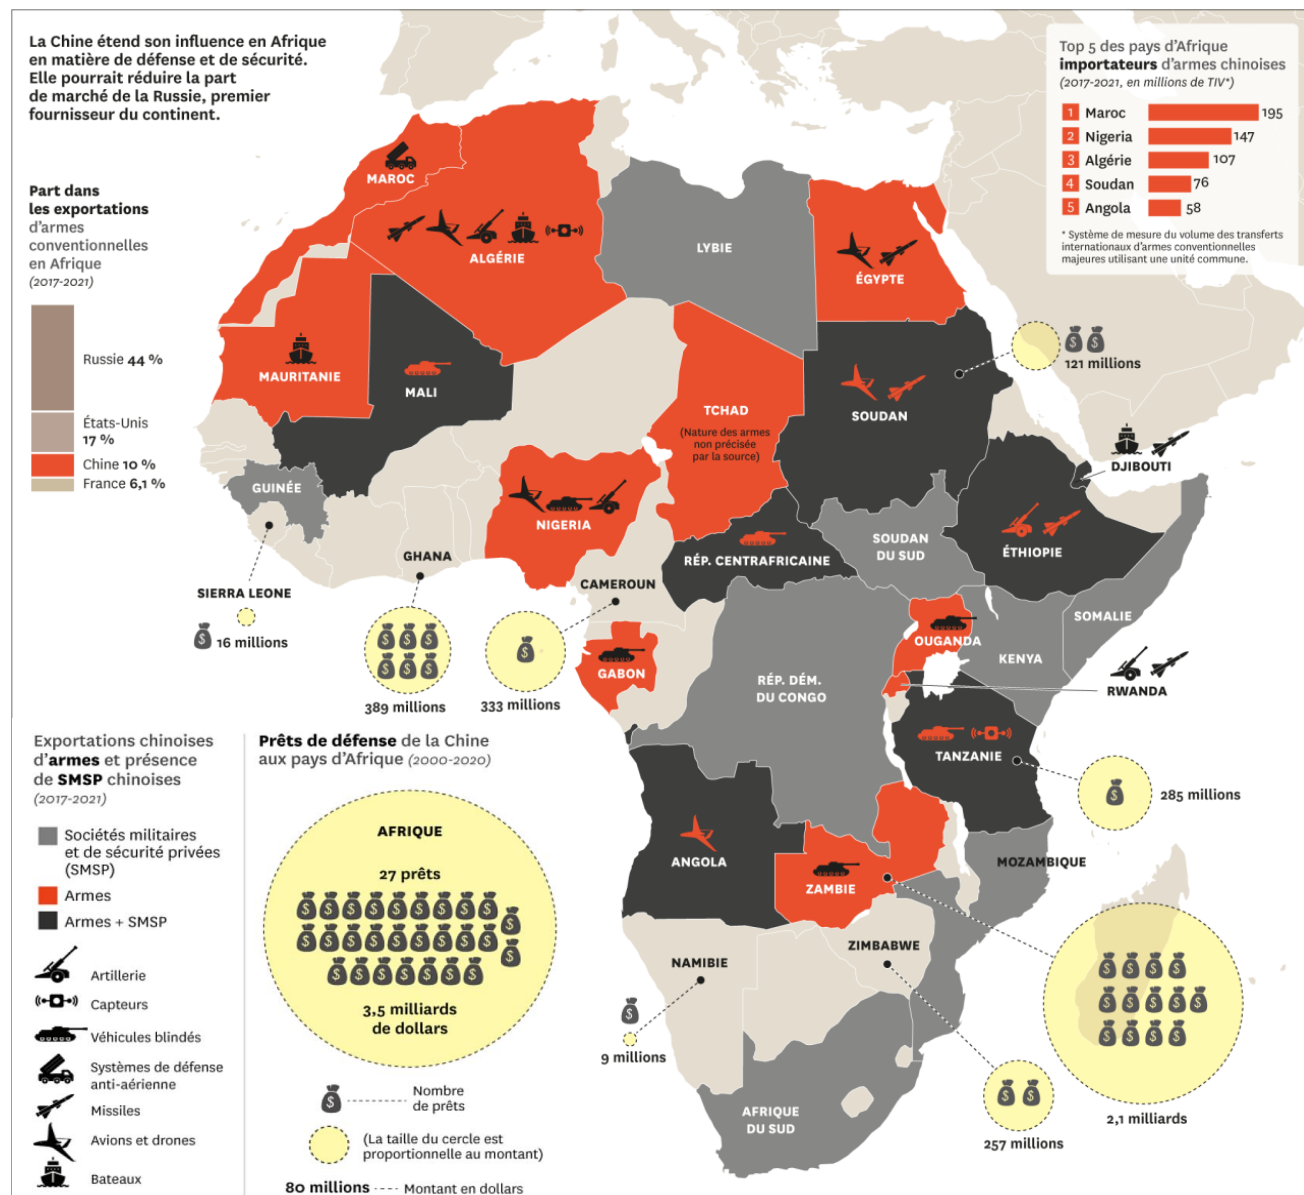 La Chine étend son influence en Afrique
en matière de défense et de sécurité.
Elle pourrait réduire la part
de marché de la Russie, premier
fournisseur du continent.
Part dans
les exportations
d'armes
conventionnelles
en Afrique
(2017-2021)
Russie 44 %
États-Unis
17 %
Chine 10 %
France 6,1 %
Top 5 des pays d'Afrique
importateurs d'armes chinoises
(2017-2021, en millions de TIV*)
1 Maroc 195
2 Nigeria 147
3 Algérie 107
4 Soudan 76
5 Angola 58
* Système de mesure du volume des transferts
internationaux d'armes conventionnelles
majeures utilisant une unité commune.
MAROC
ALGÉRIE
LYBIE
ÉGYPTE
MAURITANIE
MALI
TCHAD
(Nature des armes
non précisée
par la source)
SOUDAN
$ $
121 millions
DJIBOUTI
GUINÉE
NIGERIA
RÉP. CENTRAFRICAINE
SOUDAN
DU SUD
ÉTHIOPIE
SIERRA LEONE
$ 16 millions
GHANA
$ $ $
$ $ $
389 millions
CAMEROUN
$
333 millions
GABON
OUGANDA
KENYA
SOMALIE
RWANDA
RÉP. DÉM.
DU CONGO
TANZANIE
$
285 millions
ANGOLA
ZAMBIE
MOZAMBIQUE
$ $ $ $
$ $ $ $ $
$ $ $ $
2,1 milliards
NAMIBIE
$
9 millions
ZIMBABWE
$ $
257 millions
AFRIQUE
DU SUD
Exportations chinoises
d'armes et présence
de SMSP chinoises
(2017-2021)
Sociétés militaires
et de sécurité privées
(SMSP)
Armes
Armes + SMSP
Artillerie
Capteurs
Véhicules blindés
Systèmes de défense
anti-aérienne
Missiles
Avions et drones
Bateaux
Prêts de défense de la Chine
aux pays d'Afrique (2000-2020)
AFRIQUE
27 prêts
$ $ $ $ $ $ $ $ $ $
$ $ $ $ $ $ $ $ $ $
$ $ $ $ $ $ $
3,5 milliards
de dollars
$ Nombre
de prêts
(La taille du cercle est
proportionnelle au montant)
80 millions ---- Montant en dollars